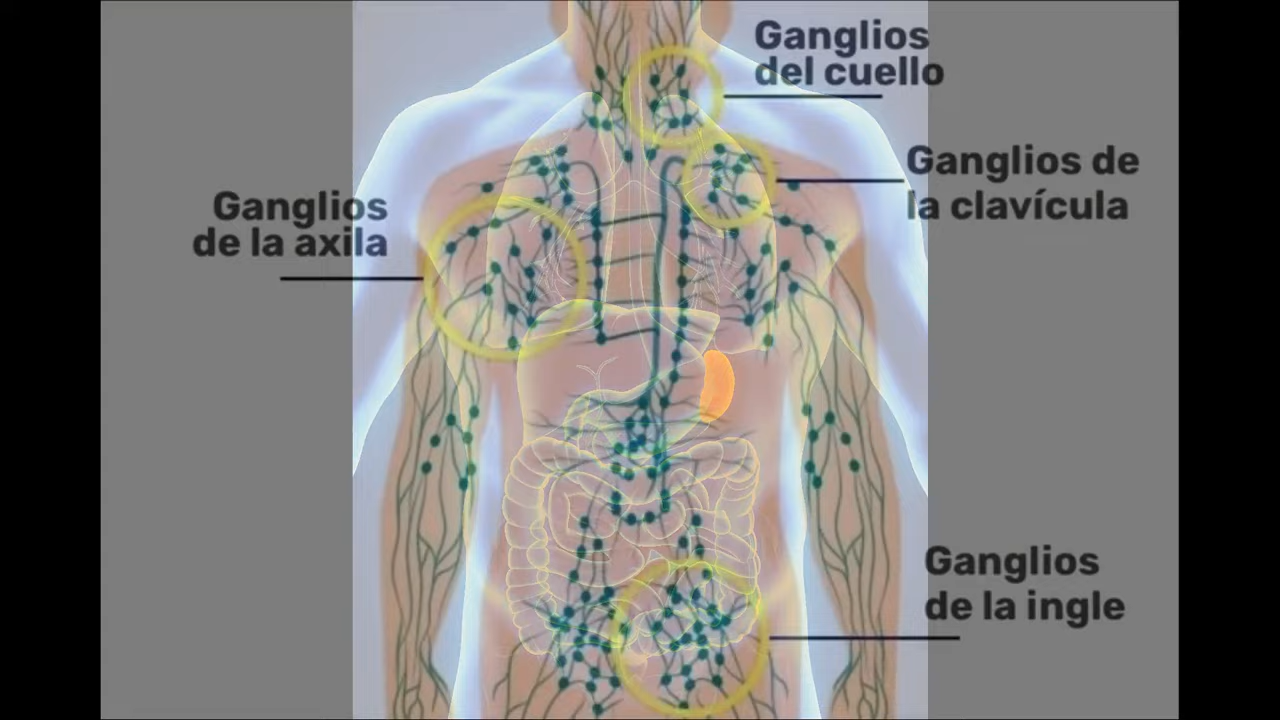 Ganglios
del cuello
Ganglios de
la clavícula
Ganglios
de la axila
Ganglios
de la ingle